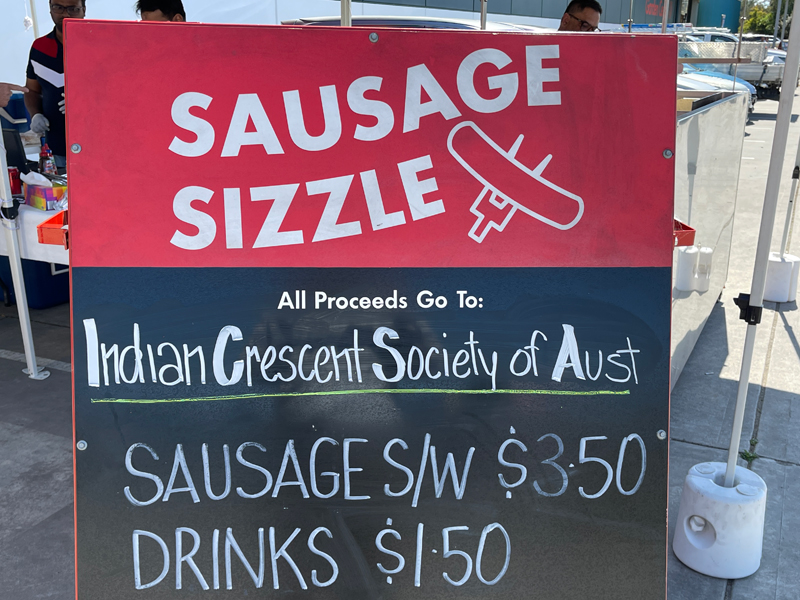 SAUSAGE
SIZZLE
All Proceeds Go To:
Indian Crescent Society of Aust
SAUSAGE S/W $3.50
DRINKS $1.50